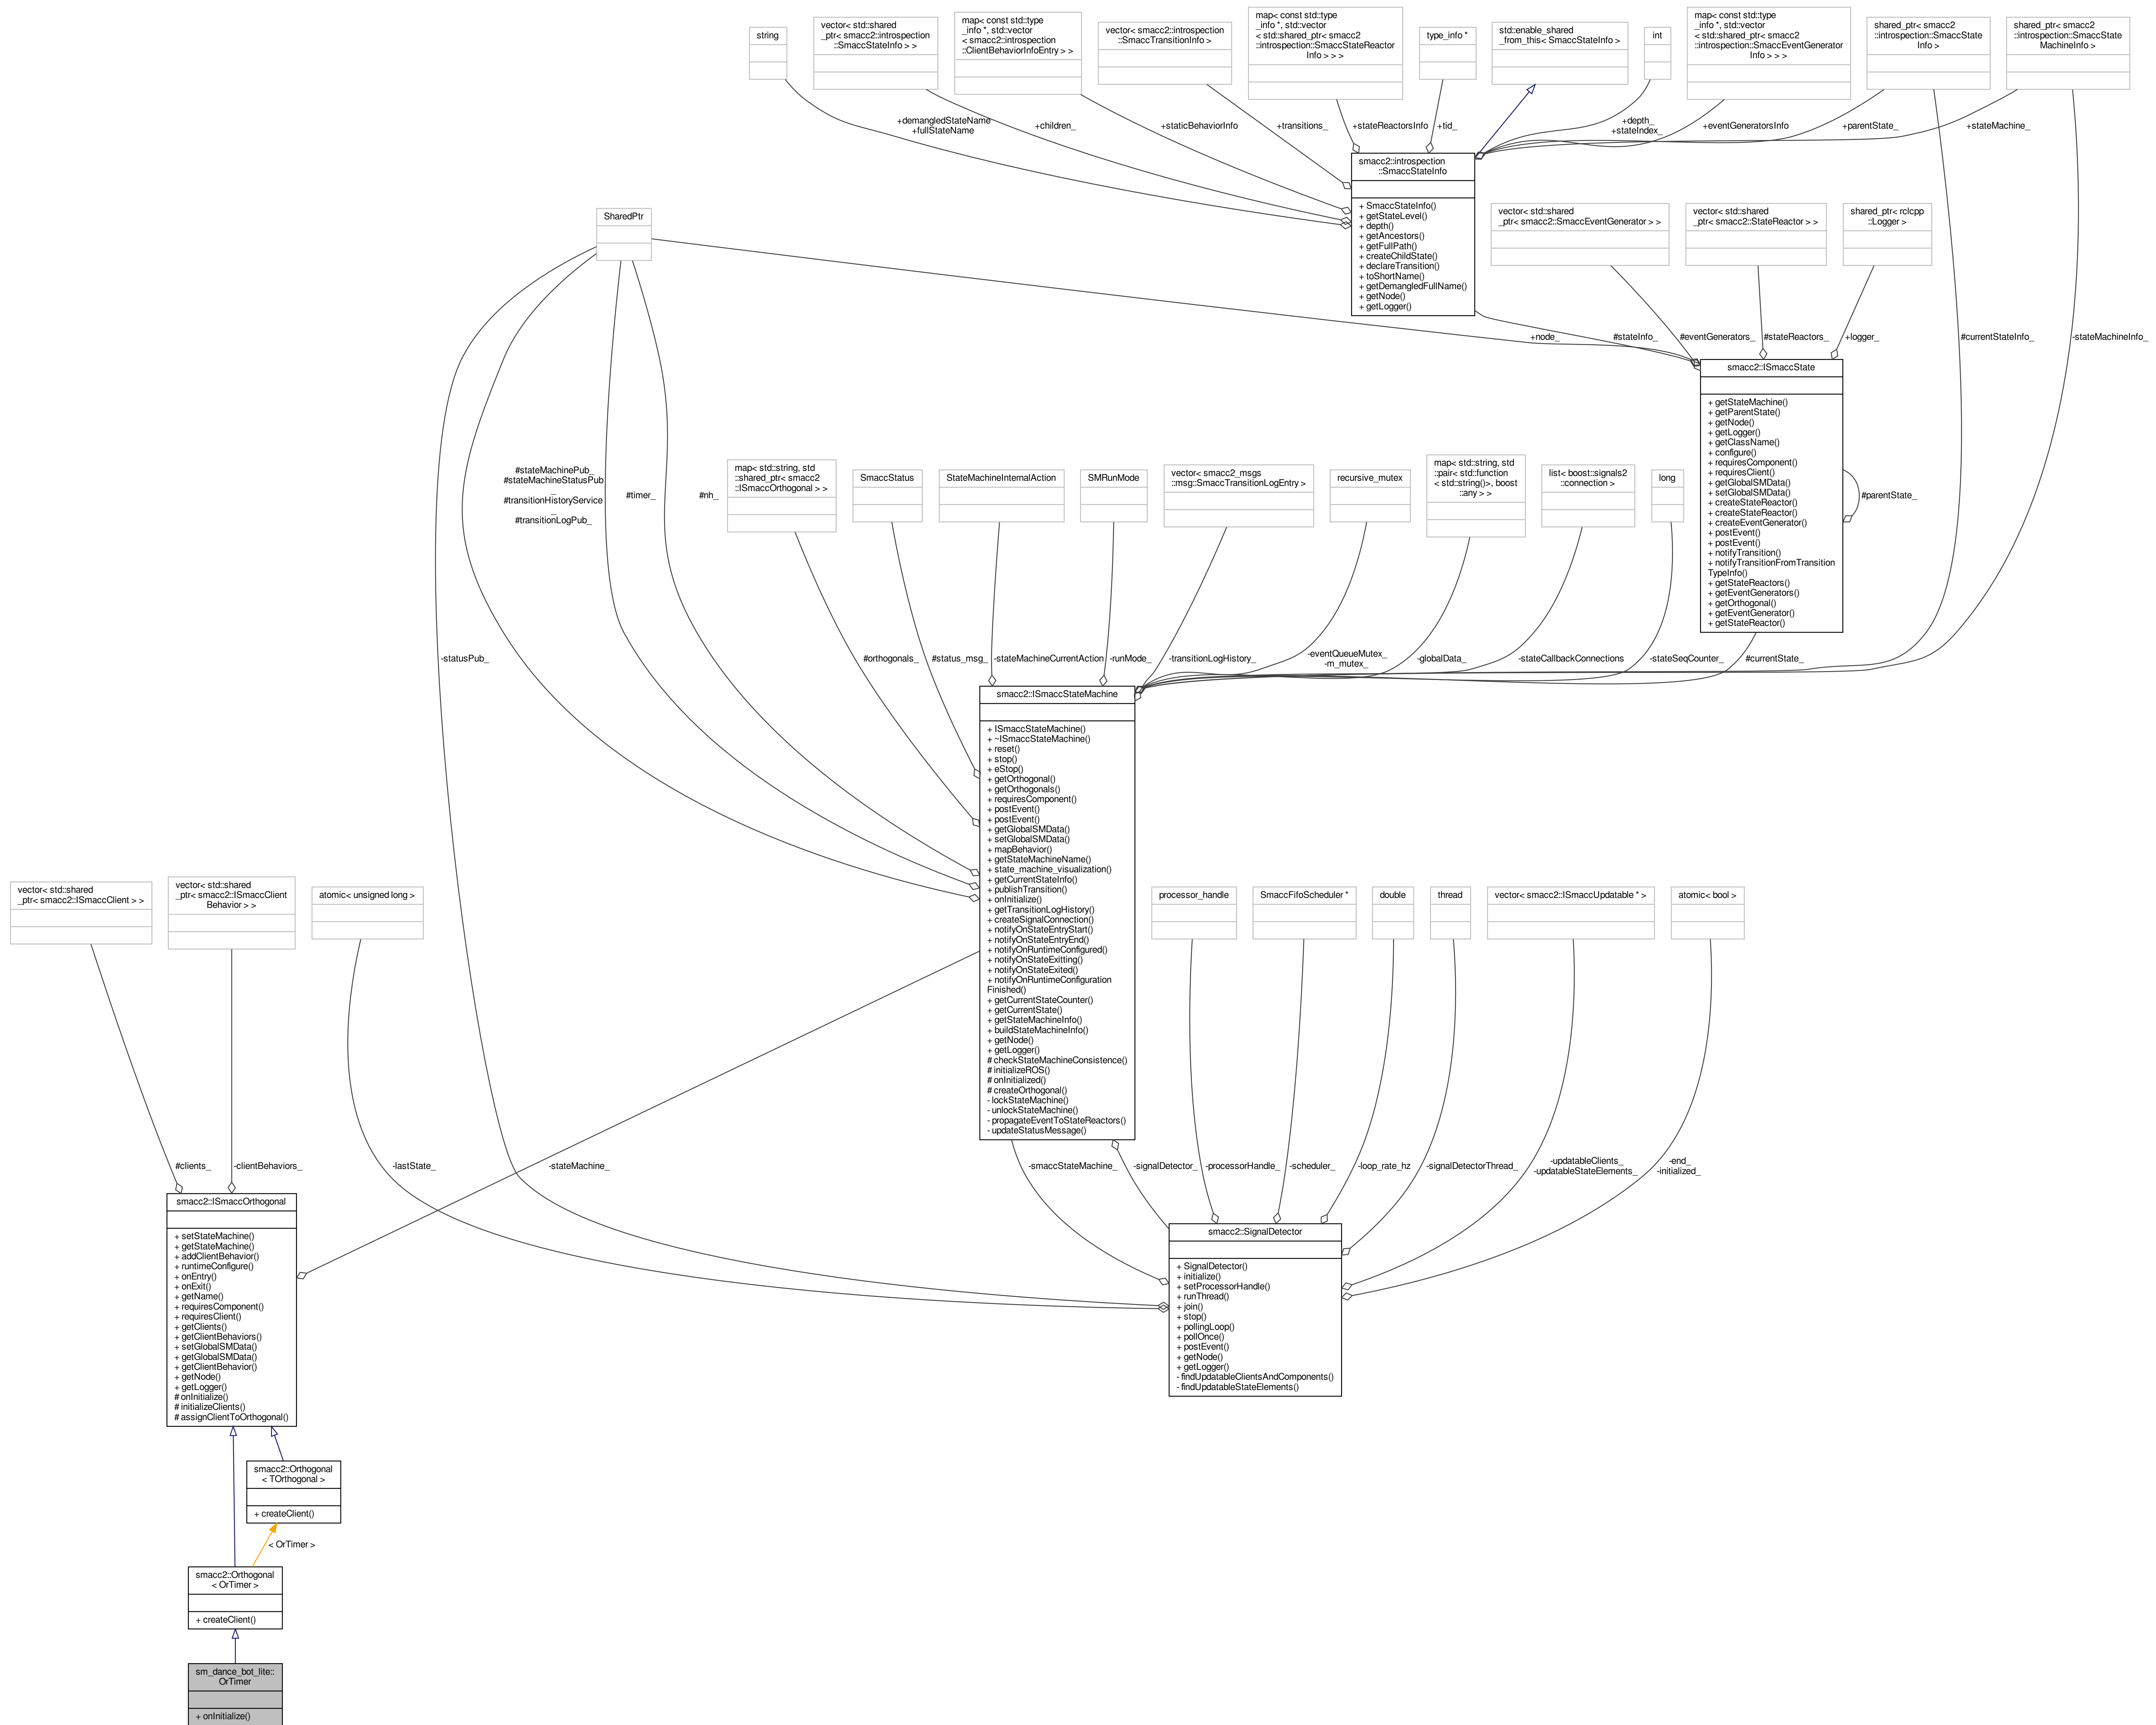 string
vector< std::shared
_ptr< smacc2::introspection
::SmaccStateInfo > >
map< const std::type
_info *, std::vector
< smacc2::introspection
::ClientBehaviorInfoEntry > >
vector< smacc2::introspection
::SmaccTransitionInfo >
map< const std::type
_info *, std::vector
< std::shared_ptr< smacc2
::introspection::SmaccStateReactor
Info > > >
type_info *
std::enable_shared
_from_this< SmaccStateInfo >
int
map< const std::type
_info *, std::vector
< std::shared_ptr< smacc2
::introspection::SmaccEventGenerator
Info > > >
shared_ptr< smacc2
::introspection::SmaccState
Info >
shared_ptr< smacc2
::introspection::SmaccState
MachineInfo >
+demangledStateName
+fullStateName
+children_
+staticBehaviorInfo
+transitions_
+stateReactorsInfo
+tid_
+depth_
+stateIndex_
+eventGeneratorsInfo
+parentState_
+stateMachine_
smacc2::introspection
::SmaccStateInfo
+ SmaccStateInfo()
+ getStateLevel()
+ depth()
+ getAncestors()
+ getFullPath()
+ createChildState()
+ declareTransition()
+ toShortName()
+ getDemangledFullName()
+ getNode()
+ getLogger()
SharedPtr
vector< std::shared
_ptr< smacc2::SmaccEventGenerator > >
vector< std::shared
_ptr< smacc2::StateReactor > >
shared_ptr< rclcpp
::Logger >
+node_
#stateInfo_
#eventGenerators_
#stateReactors_
+logger_
#currentStateInfo_
-stateMachineInfo_
smacc2::ISmaccState
+ getStateMachine()
+ getParentState()
+ getNode()
+ getLogger()
+ getClassName()
+ configure()
+ requiresComponent()
+ requiresClient()
+ getGlobalSMData()
+ setGlobalSMData()
+ createStateReactor()
+ createStateReactor()
+ createEventGenerator()
+ postEvent()
+ postEvent()
+ notifyTransition()
+ notifyTransitionFromTransition
TypeInfo()
+ getStateReactors()
+ getEventGenerators()
+ getOrthogonal()
+ getEventGenerator()
+ getStateReactor()
#parentState_
#stateMachinePub_
#stateMachineStatusPub
_
#transitionHistoryService
_
#transitionLogPub_
#timer_
#nh_
map< std::string, std
::shared_ptr< smacc2
::ISmaccOrthogonal > >
SmaccStatus
StateMachineInternalAction
SMRunMode
vector< smacc2_msgs
::msg::SmaccTransitionLogEntry >
recursive_mutex
map< std::string, std
::pair< std::function
< std::string()>, boost
::any > >
list< boost::signals2
::connection >
long
-statusPub_
#orthogonals_
#status_msg_
-stateMachineCurrentAction
-runMode_
-transitionLogHistory_
-eventQueueMutex_
-m_mutex_
-globalData_
-stateCallbackConnections
-stateSeqCounter_
#currentState_
smacc2::ISmaccStateMachine
+ ISmaccStateMachine()
+ ~ISmaccStateMachine()
+ reset()
+ stop()
+ eStop()
+ getOrthogonal()
+ getOrthogonals()
+ requiresComponent()
+ postEvent()
+ postEvent()
+ getGlobalSMData()
+ setGlobalSMData()
+ mapBehavior()
+ getStateMachineName()
+ state_machine_visualization()
+ getCurrentStateInfo()
+ publishTransition()
+ onInitialize()
+ getTransitionLogHistory()
+ createSignalConnection()
+ notifyOnStateEntryStart()
+ notifyOnStateEntryEnd()
+ notifyOnRuntimeConfigured()
+ notifyOnStateExitting()
+ notifyOnStateExited()
+ notifyOnRuntimeConfiguration
Finished()
+ getCurrentStateCounter()
+ getCurrentState()
+ getStateMachineInfo()
+ buildStateMachineInfo()
+ getNode()
+ getLogger()
# checkStateMachineConsistence()
# initializeROS()
# onInitialized()
# createOrthogonal()
- lockStateMachine()
- unlockStateMachine()
- propagateEventToStateReactors()
- updateStatusMessage()
vector< std::shared
_ptr< smacc2::ISmaccClient > >
vector< std::shared
_ptr< smacc2::ISmaccClient
Behavior > >
atomic< unsigned long >
processor_handle
SmaccFifoScheduler *
double
thread
vector< smacc2::ISmaccUpdatable * >
atomic< bool >
#clients_
-clientBehaviors_
-lastState_
-stateMachine_
-smaccStateMachine_
-signalDetector_
-processorHandle_
-scheduler_
-loop_rate_hz
-signalDetectorThread_
-updatableClients_
-updatableStateElements_
-end_
-initialized_
smacc2::ISmaccOrthogonal
+ setStateMachine()
+ getStateMachine()
+ addClientBehavior()
+ runtimeConfigure()
+ onEntry()
+ onExit()
+ getName()
+ requiresComponent()
+ requiresClient()
+ getClients()
+ getClientBehaviors()
+ setGlobalSMData()
+ getGlobalSMData()
+ getClientBehavior()
+ getNode()
+ getLogger()
# onInitialize()
# initializeClients()
# assignClientToOrthogonal()
smacc2::SignalDetector
+ SignalDetector()
+ initialize()
+ setProcessorHandle()
+ runThread()
+ join()
+ stop()
+ pollingLoop()
+ pollOnce()
+ postEvent()
+ getNode()
+ getLogger()
- findUpdatableClientsAndComponents()
- findUpdatableStateElements()
smacc2::Orthogonal
< TOrthogonal >
+ createClient()
< OrTimer >
smacc2::Orthogonal
< OrTimer >
+ createClient()
sm_dance_bot_lite::
OrTimer
+ onInitialize()